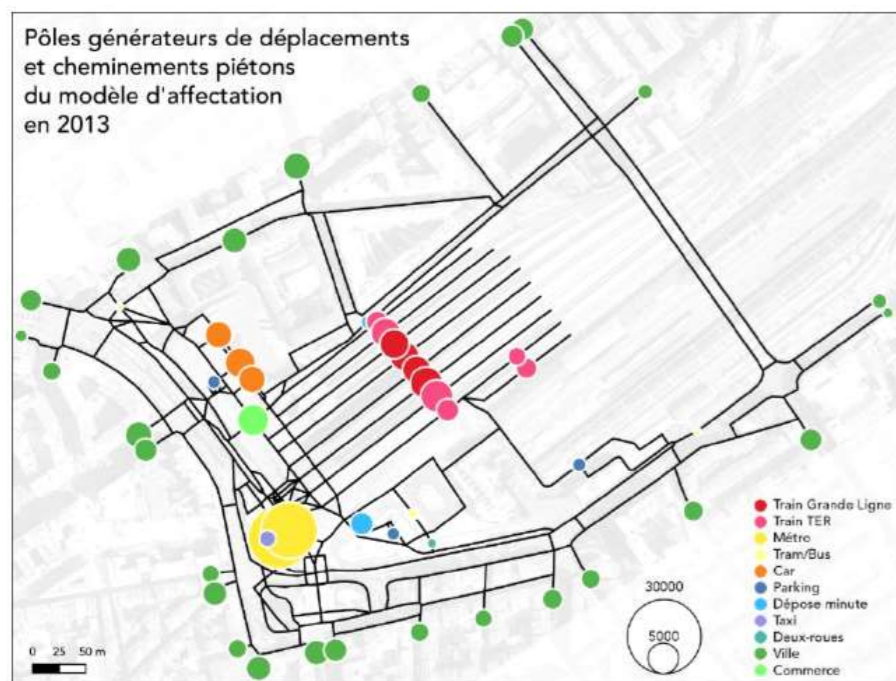 Pôles générateurs de déplacements
et cheminements piétons
du modèle d'affectation
en 2013
Train Grande Ligne
Train TER
Métro
Tram/Bus
Car
Parking
Dépose minute
Taxi
Deux-roues
Ville
Commerce
30000
5000
0 25 50 m